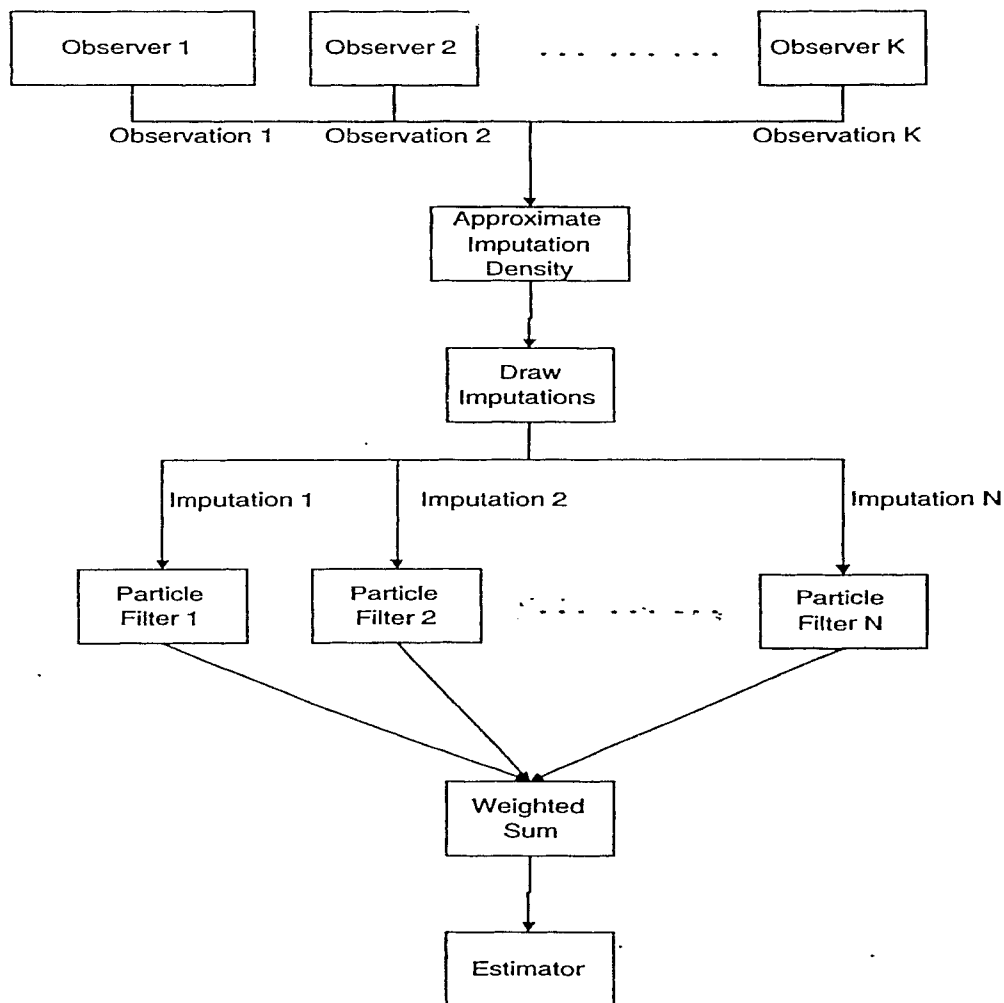 Observer 1
Observer 2
Observer K
Observation 1
Observation 2
Observation K
Approximate
Imputation
Density
Draw
Imputations
Imputation 1
Imputation 2
Imputation N
Particle
Filter 1
Particle
Filter 2
Particle
Filter N
Weighted
Sum
Estimator